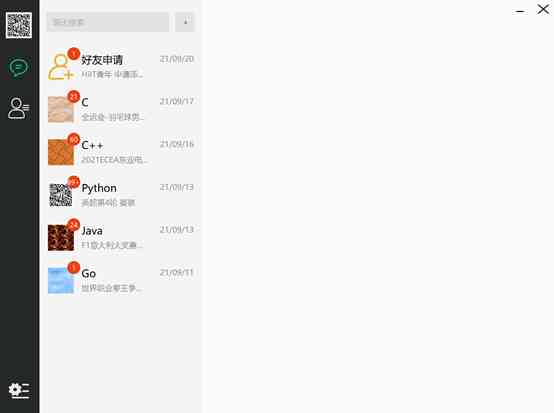 聊天搜索
+
1
好友申请
21/09/20
HIIT青年 申请添...
21
C
21/09/17
全运会-羽毛球男...
60
C++
21/09/16
2021ECEA东亚电...
99+
Python
21/09/13
英超第4轮 曼联
24
Java
21/09/13
F1意大利大奖赛...
1
Go
21/09/11
世界职业拳王争...